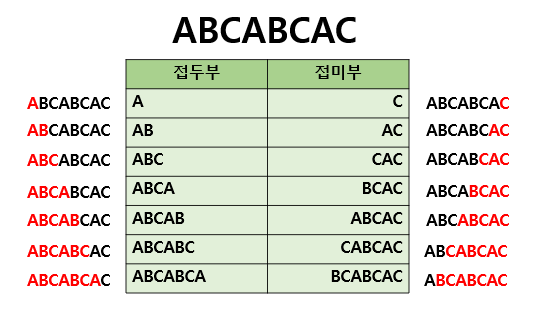 ABCABCAC
접두부 접미부
ABCABCAC A C ABCABCAC
ABCABCAC AB AC ABCABCAC
ABCABCAC ABC CAC ABCABCAC
ABCABCAC ABCA BCAC ABCABCAC
ABCABCAC ABCAB ABCAC ABCABCAC
ABCABCAC ABCABC CABCAC ABCABCAC
ABCABCAC ABCABCA BCABCAC ABCABCAC